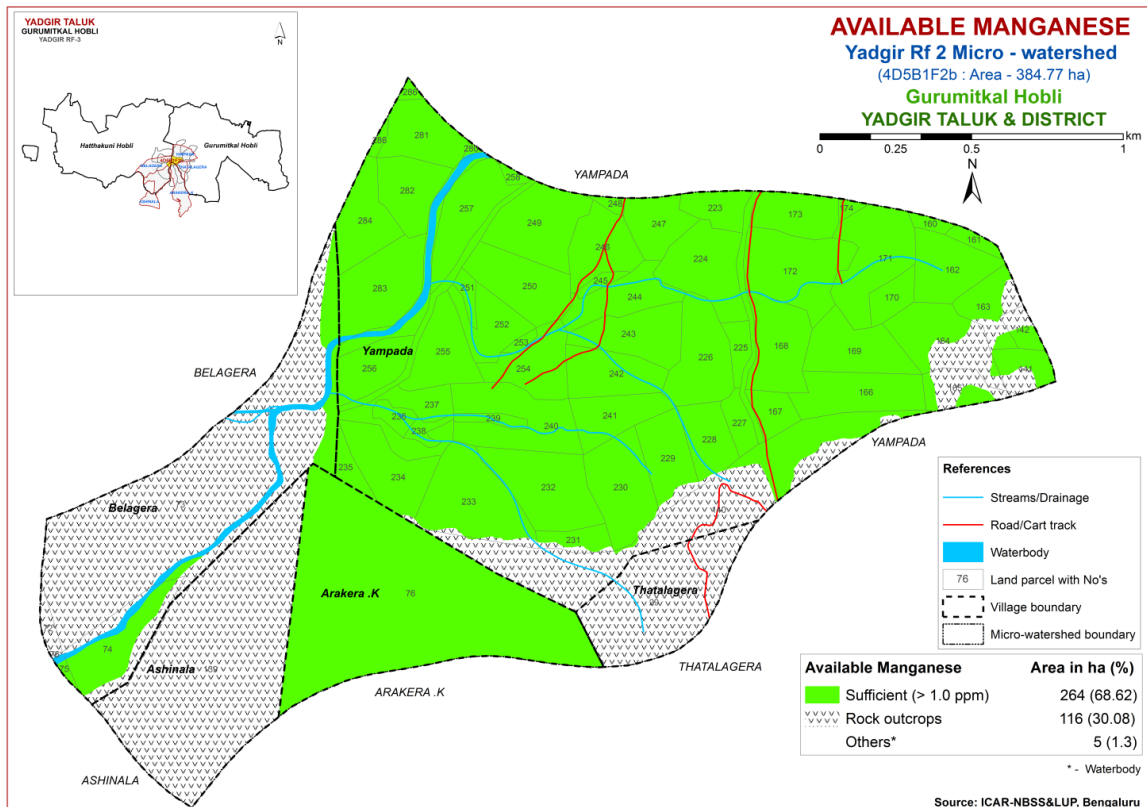 YADGIR TALUK
GURUMITKAL HOBLI
YADGIR RF-3
N
Hatthakuni Hobli
Gurumitkal Hobli
AVAILABLE MANGANESE
Yadgir Rf 2 Micro - watershed
(4D5B1F2b : Area - 384.77 ha)
Gurumitkal Hobli
YADGIR TALUK & DISTRICT
km
0 0.25 0.5 1
N
YAMPADA
286
281
288
280
258
282
257
284
249
248
247
223
173
174
160
161
246
224
172
171
162
283
251
250
245
244
170
163
252
253
243
142
Yampada
255
254
226
225
168
169
164
141
256
242
BELAGERA
237
166
165
236
239
241
167
238
240
227
228
YAMPADA
235
234
229
233
232
230
231
Belagera
73
Arakera .K
76
Thatalagera
74
75
Ashinala
THATALAGERA
ARAKERA .K
ASHINALA
References
Streams/Drainage
Road/Cart track
Waterbody
76 Land parcel with No's
Village boundary
Micro-watershed boundary
Available Manganese Area in ha (%)
Sufficient (> 1.0 ppm) 264 (68.62)
Rock outcrops 116 (30.08)
Others* 5 (1.3)
* - Waterbody
Source: ICAR-NBSS&LUP, Bengaluru